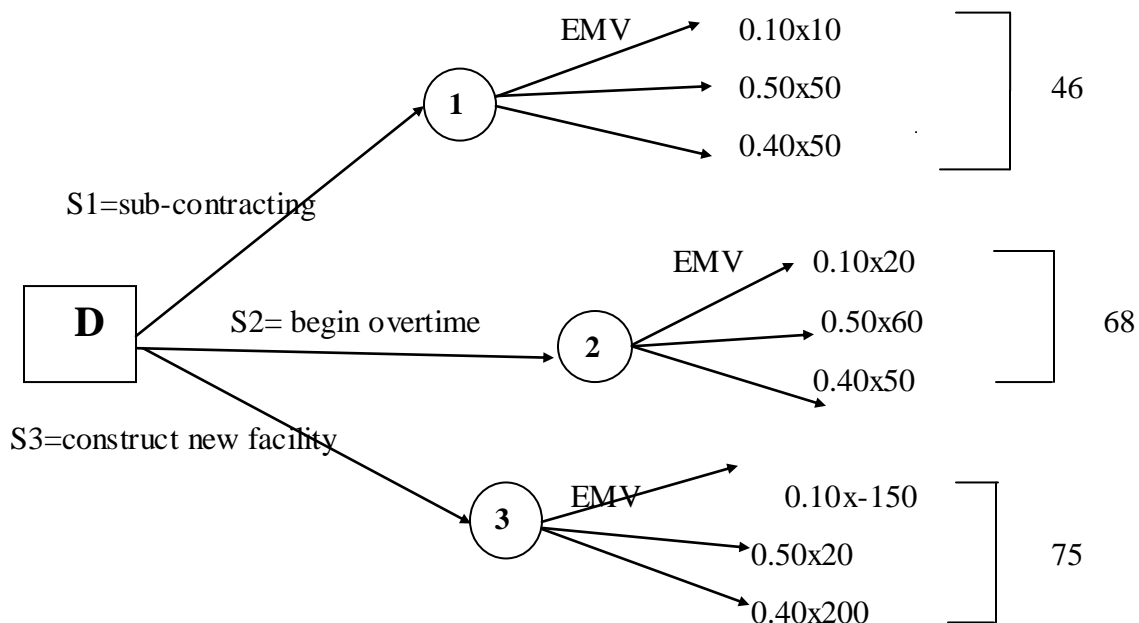 EMV
0.10x10
0.50x50
0.40x50
46
1
S1=sub-contracting
D
S2= begin overtime
2
EMV
0.10x20
0.50x60
0.40x50
68
S3=construct new facility
3
EMV
0.10x-150
0.50x20
0.40x200
75